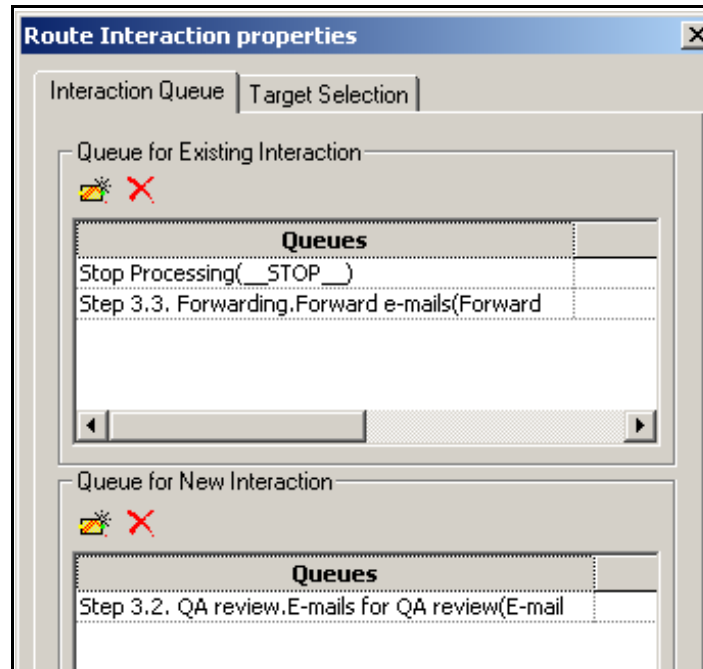 Route Interaction properties
Interaction Queue Target Selection
Queue for Existing Interaction
Queues
Stop Processing(__STOP__)
Step 3.3. Forwarding.Forward e-mails(Forward
Queue for New Interaction
Queues
Step 3.2. QA review.E-mails for QA review(E-mail